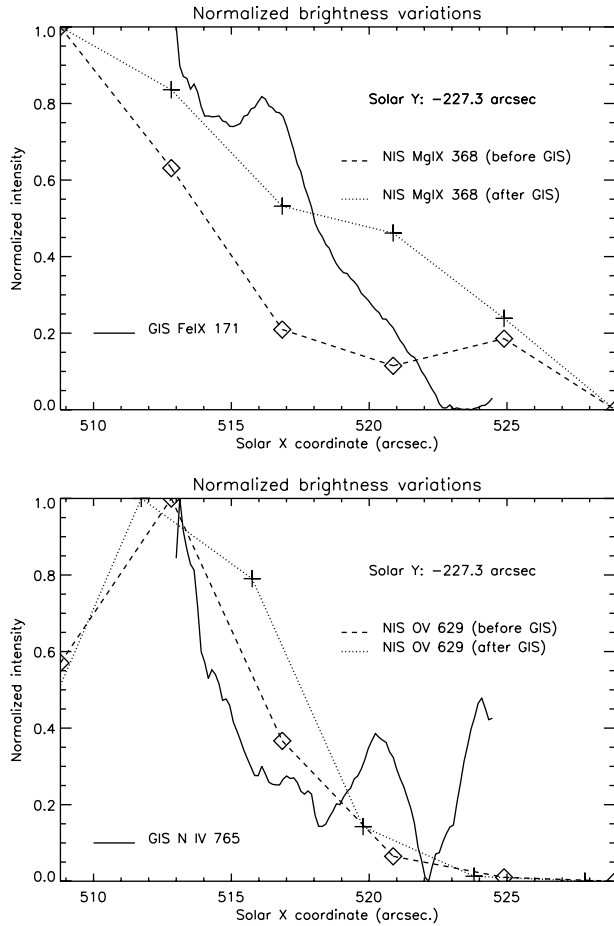 Normalized brightness variations
1.0
0.8
0.6
0.4
0.2
0.0
Normalized intensity
Solar Y: -227.3 arcsec
NIS MgIX 368 (before GIS)
NIS MgIX 368 (after GIS)
GIS FeIX 171
510 515 520 525
Solar X coordinate (arcsec.)
Normalized brightness variations
1.0
0.8
0.6
0.4
0.2
0.0
Normalized intensity
Solar Y: -227.3 arcsec
NIS OV 629 (before GIS)
NIS OV 629 (after GIS)
GIS N IV 765
510 515 520 525
Solar X coordinate (arcsec.)